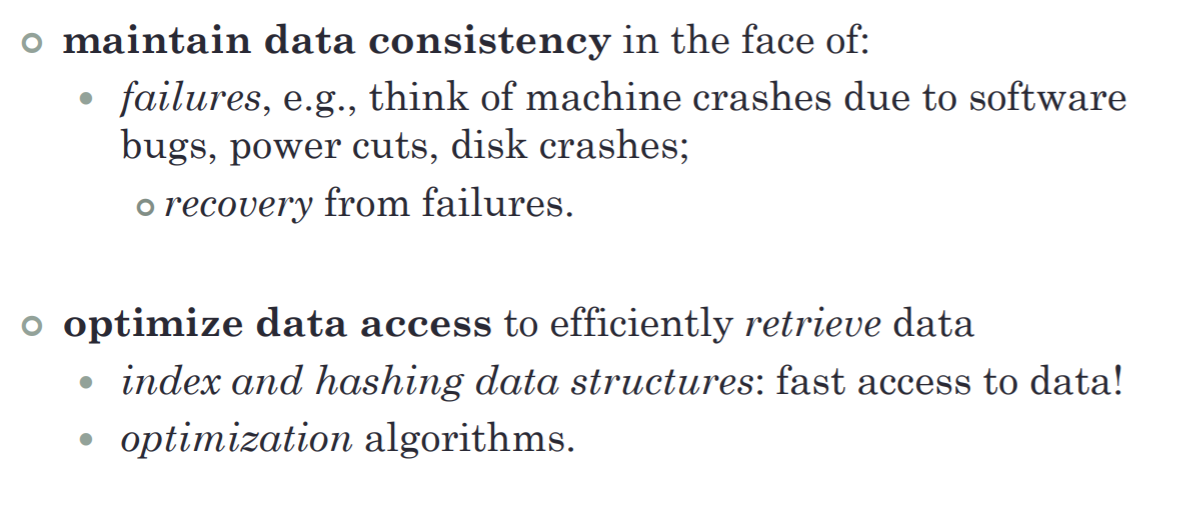 maintain data consistency in the face of:
failures, e.g., think of machine crashes due to software
bugs, power cuts, disk crashes;
recovery from failures.
optimize data access to efficiently retrieve data
index and hashing data structures: fast access to data!
optimization algorithms.